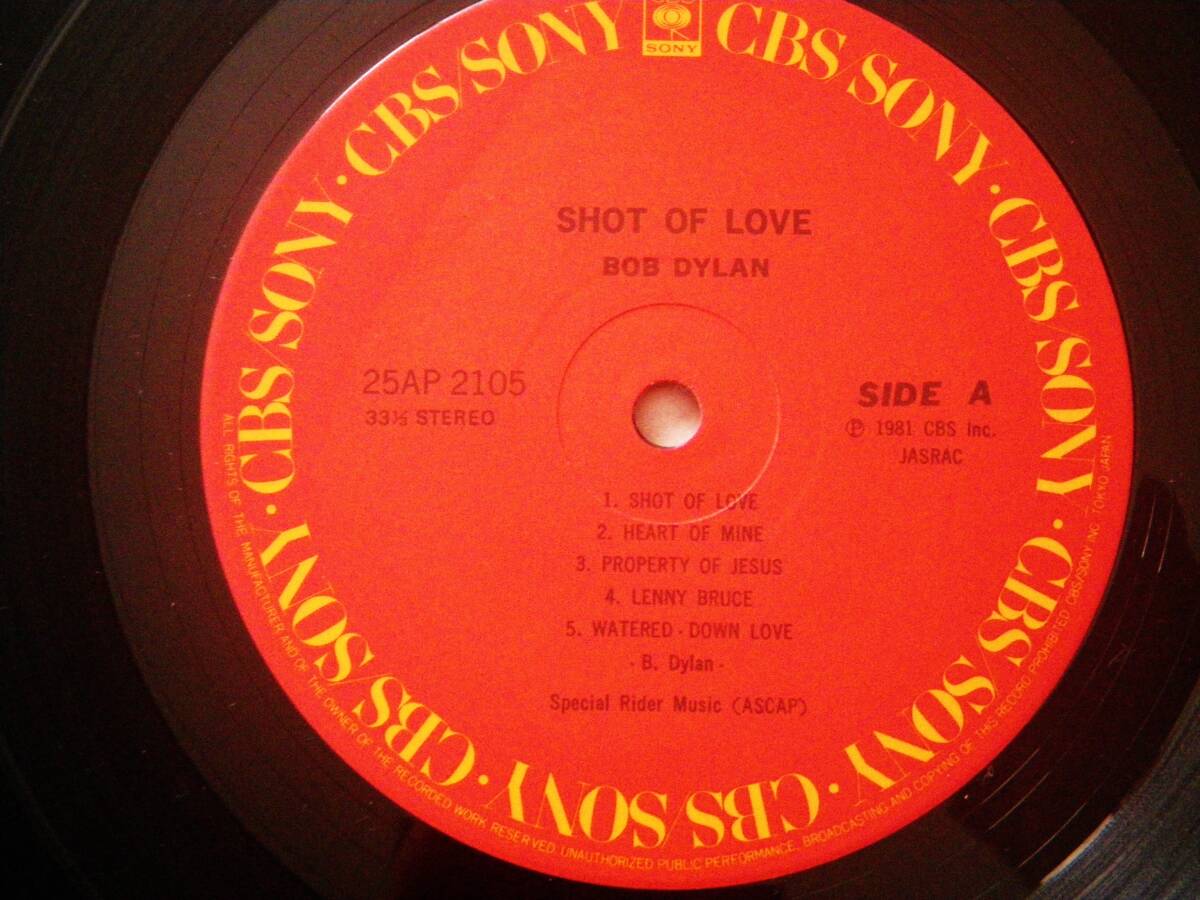 CBS
SONY
CBS/SONY · CBS/SONY · CBS/SONY · CBS/SONY · CBS/SONY · CBS/SONY · CBS/SONY · CBS/SONY · CBS/SONY
SHOT OF LOVE
BOB DYLAN
25AP 2105
33⅓ STEREO
SIDE A
Ⓟ 1981 CBS Inc.
JASRAC
1. SHOT OF LOVE
2. HEART OF MINE
3. PROPERTY OF JESUS
4. LENNY BRUCE
5. WATERED-DOWN LOVE
- B. Dylan -
Special Rider Music (ASCAP)
ALL RIGHTS OF THE MANUFACTURER AND OF THE OWNER OF THE RECORDED WORK RESERVED. UNAUTHORIZED PUBLIC PERFORMANCE, BROADCASTING AND COPYING OF THIS RECORD PROHIBITED. CBS/SONY INC. TOKYO JAPAN